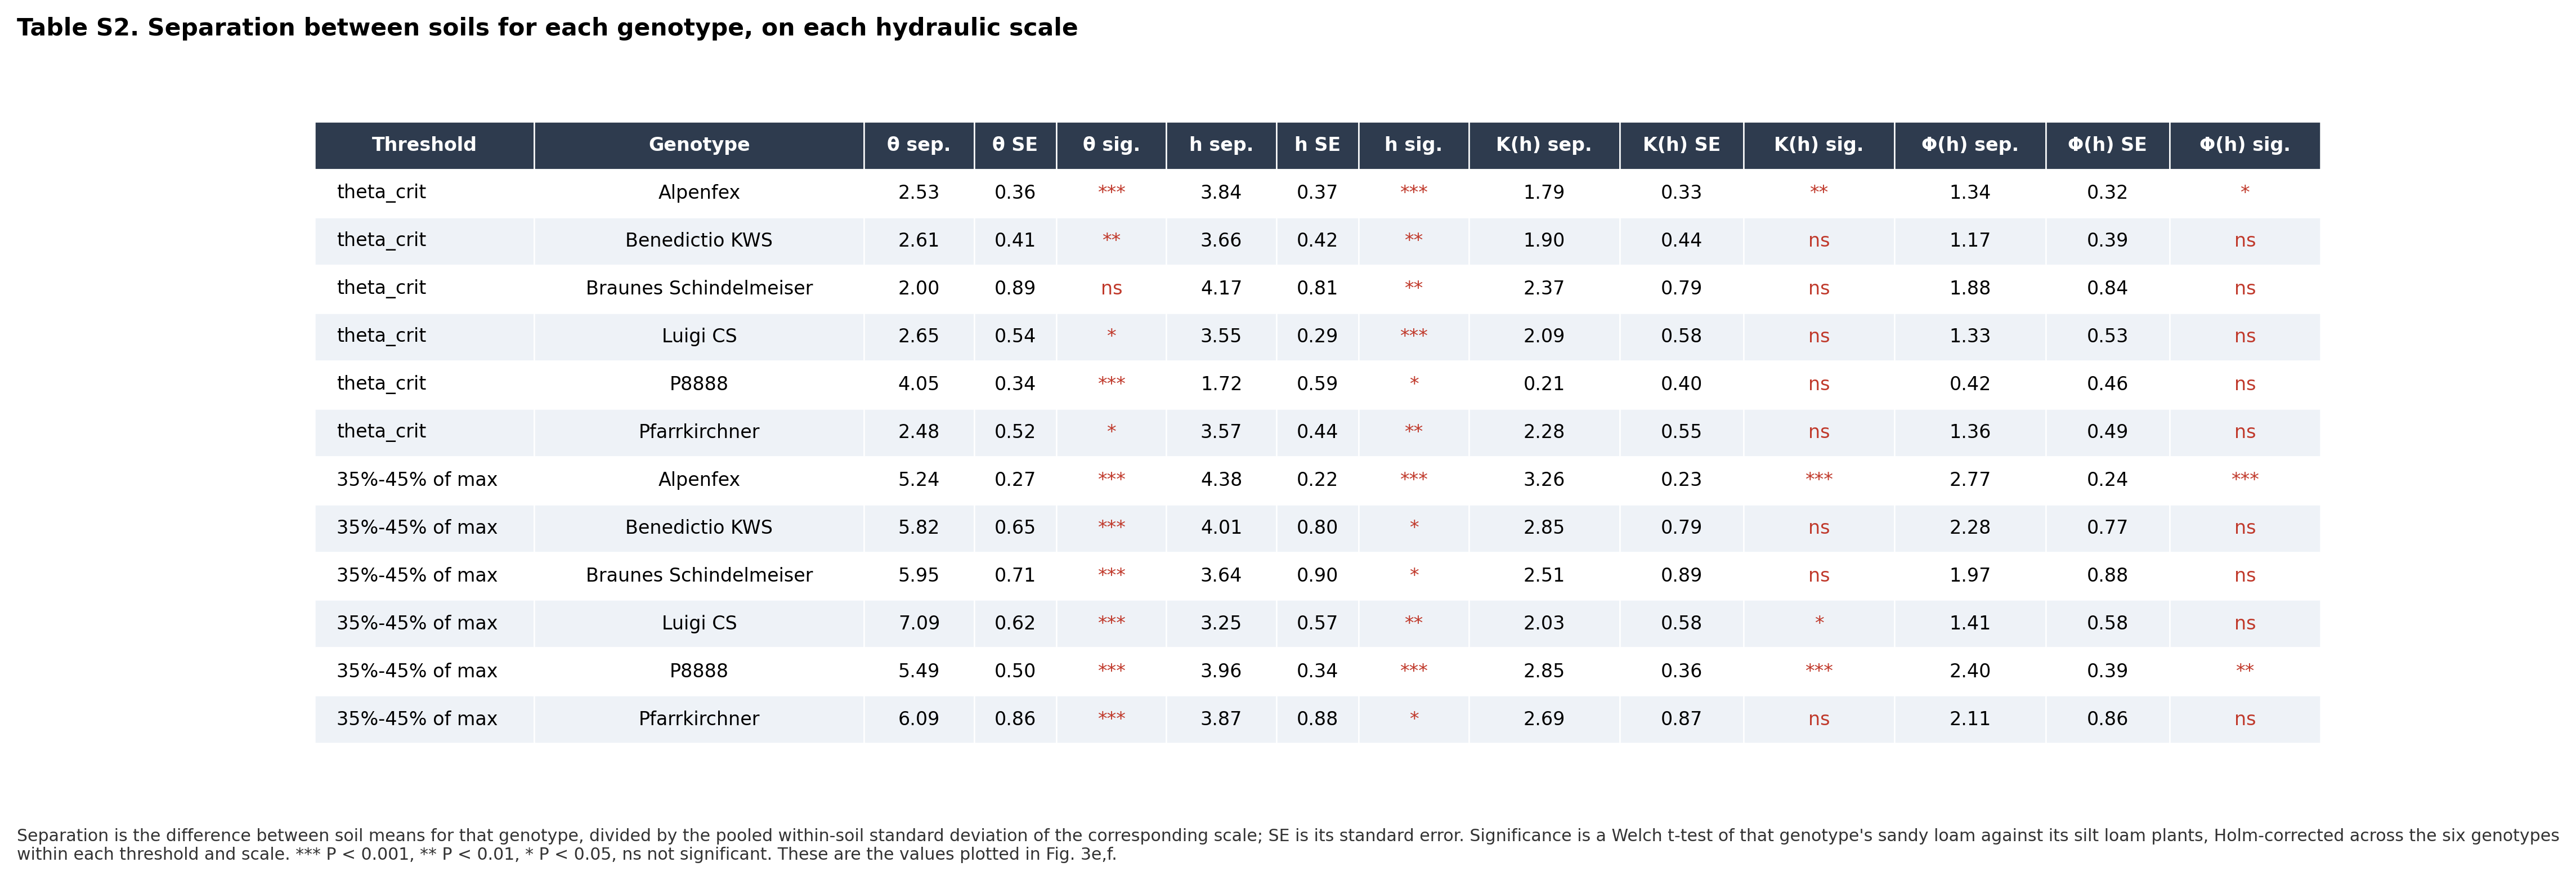 Table S2. Separation between soils for each genotype, on each hydraulic scale
Threshold Genotype θ sep. θ SE θ sig. h sep. h SE h sig. K(h) sep. K(h) SE K(h) sig. Φ(h) sep. Φ(h) SE Φ(h) sig.
theta_crit Alpenfex 2.53 0.36 *** 3.84 0.37 *** 1.79 0.33 ** 1.34 0.32 *
theta_crit Benedictio KWS 2.61 0.41 ** 3.66 0.42 ** 1.90 0.44 ns 1.17 0.39 ns
theta_crit Braunes Schindelmeiser 2.00 0.89 ns 4.17 0.81 ** 2.37 0.79 ns 1.88 0.84 ns
theta_crit Luigi CS 2.65 0.54 * 3.55 0.29 *** 2.09 0.58 ns 1.33 0.53 ns
theta_crit P8888 4.05 0.34 *** 1.72 0.59 * 0.21 0.40 ns 0.42 0.46 ns
theta_crit Pfarrkirchner 2.48 0.52 * 3.57 0.44 ** 2.28 0.55 ns 1.36 0.49 ns
35%-45% of max Alpenfex 5.24 0.27 *** 4.38 0.22 *** 3.26 0.23 *** 2.77 0.24 ***
35%-45% of max Benedictio KWS 5.82 0.65 *** 4.01 0.80 * 2.85 0.79 ns 2.28 0.77 ns
35%-45% of max Braunes Schindelmeiser 5.95 0.71 *** 3.64 0.90 * 2.51 0.89 ns 1.97 0.88 ns
35%-45% of max Luigi CS 7.09 0.62 *** 3.25 0.57 ** 2.03 0.58 * 1.41 0.58 ns
35%-45% of max P8888 5.49 0.50 *** 3.96 0.34 *** 2.85 0.36 *** 2.40 0.39 **
35%-45% of max Pfarrkirchner 6.09 0.86 *** 3.87 0.88 * 2.69 0.87 ns 2.11 0.86 ns
Separation is the difference between soil means for that genotype, divided by the pooled within-soil standard deviation of the corresponding scale; SE is its standard error. Significance is a Welch t-test of that genotype's sandy loam against its silt loam plants, Holm-corrected across the six genotypes
within each threshold and scale. *** P < 0.001, ** P < 0.01, * P < 0.05, ns not significant. These are the values plotted in Fig. 3e,f.